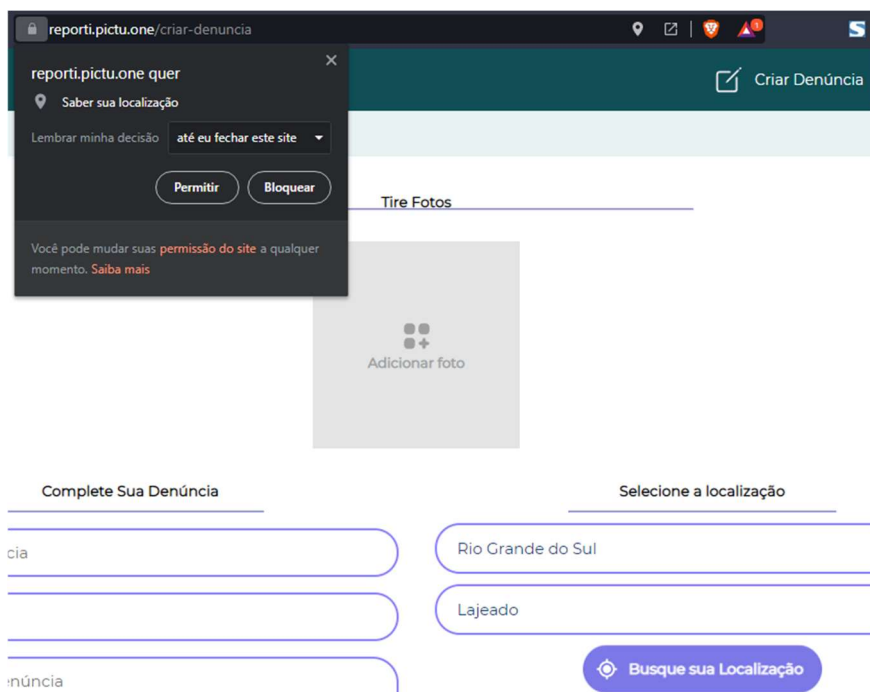 reporti.pictu.one/criar-denuncia
1
S
reporti.pictu.one quer
Saber sua localização
Lembrar minha decisão até eu fechar este site
Permitir Bloquear
Você pode mudar suas permissão do site a qualquer
momento. Saiba mais
Criar Denúncia
Tire Fotos
Adicionar foto
Complete Sua Denúncia
cia
enúncia
Selecione a localização
Rio Grande do Sul
Lajeado
Busque sua Localização